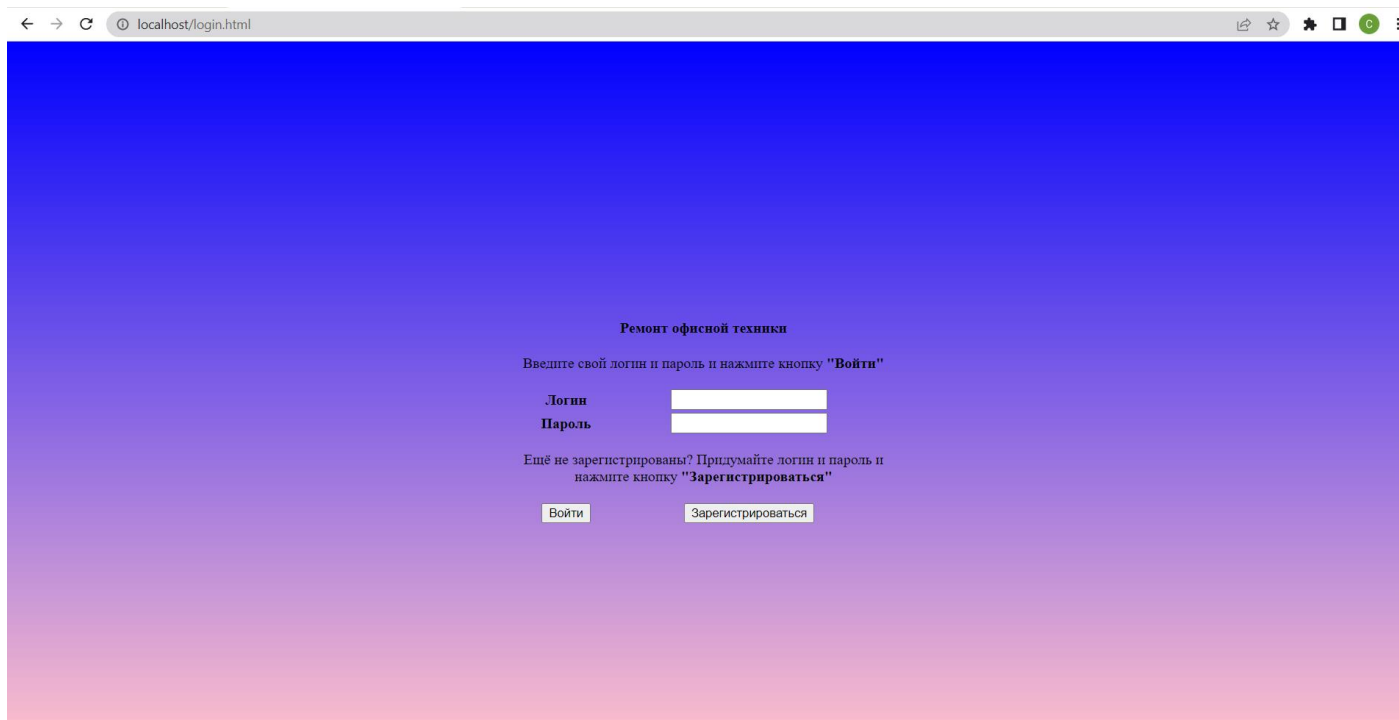 localhost/login.html
C
Ремонт офисной техники
Введите свой логин и пароль и нажмите кнопку "Войти"
Логин
Пароль
Ещё не зарегистрированы? Придумайте логин и пароль и
нажмите кнопку "Зарегистрироваться"
Войти Зарегистрироваться